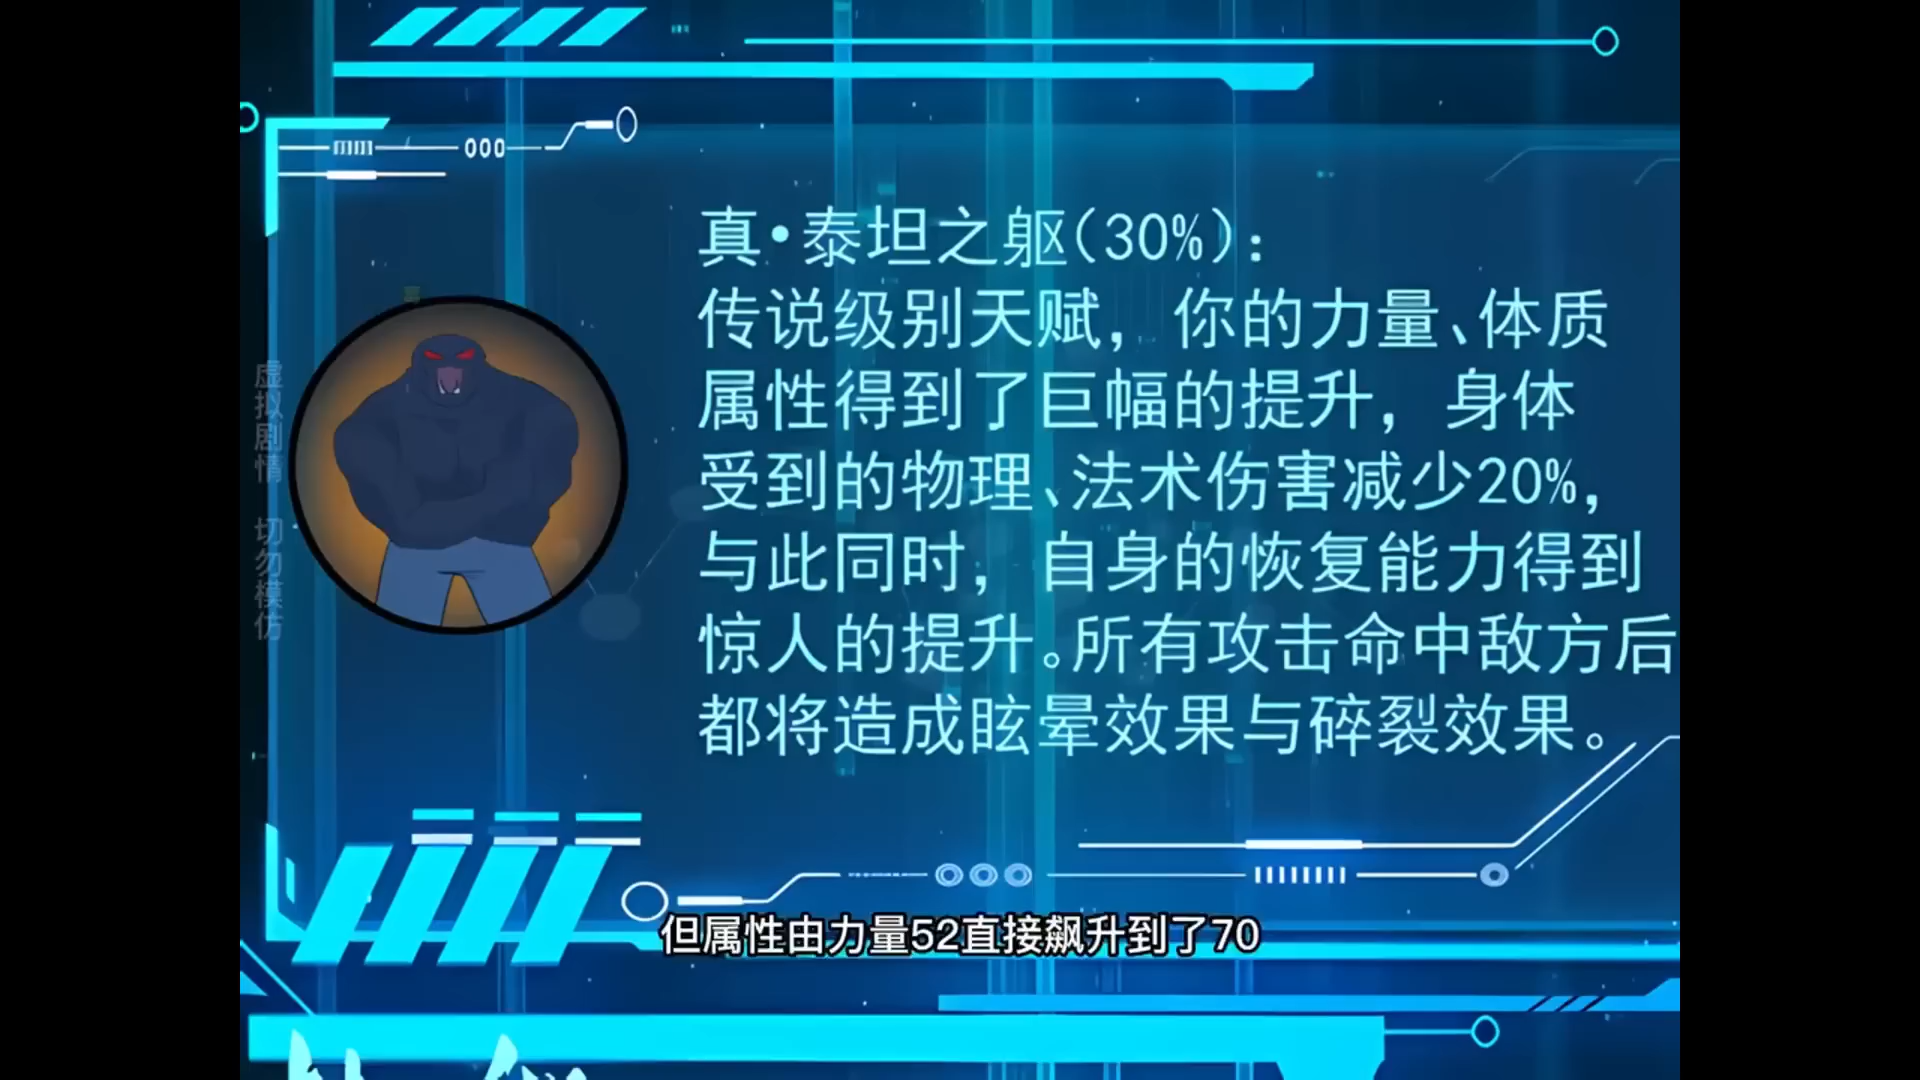 真·泰坦之躯(30%):
传说级别天赋，你的力量、体质
属性得到了巨幅的提升，身体
受到的物理、法术伤害减少20%，
与此同时，自身的恢复能力得到
惊人的提升。所有攻击命中敌方后
都将造成眩晕效果与碎裂效果。
虚拟剧情 切勿模仿
但属性由力量52直接飙升到了70